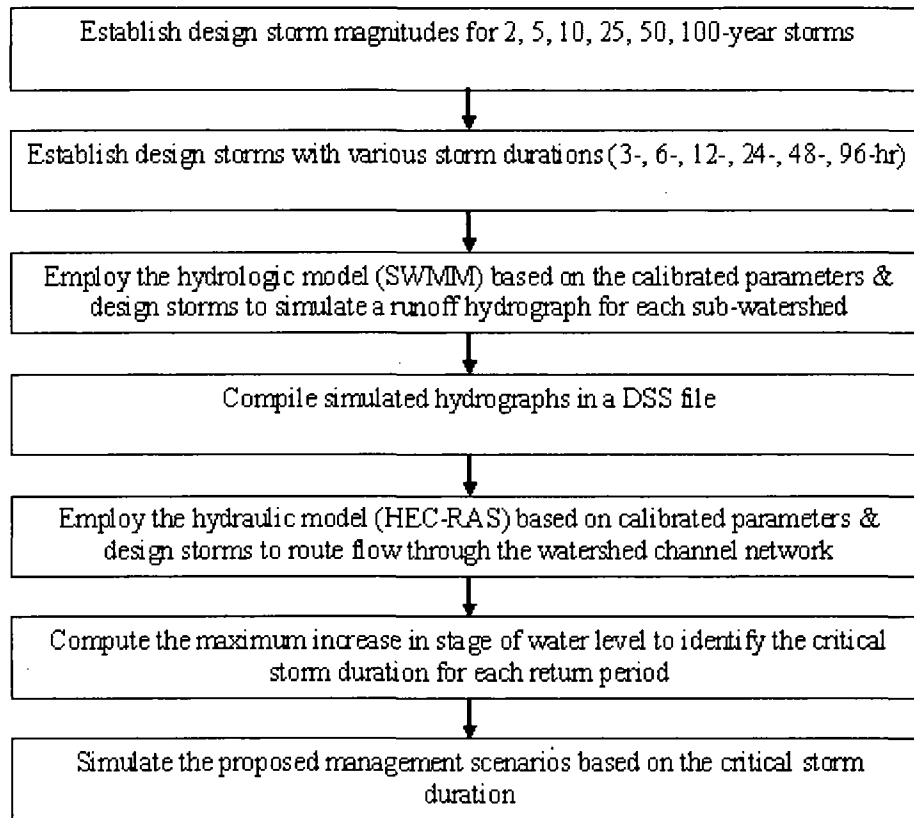 Establish design storm magnitudes for 2, 5, 10, 25, 50, 100-year storms
Establish design storms with various storm durations (3-, 6-, 12-, 24-, 48-, 96-hr)
Employ the hydrologic model (SWMM) based on the calibrated parameters &
design storms to simulate a runoff hydrograph for each sub-watershed
Compile simulated hydrographs in a DSS file
Employ the hydraulic model (HEC-RAS) based on calibrated parameters &
design storms to route flow through the watershed channel network
Compute the maximum increase in stage of water level to identify the critical
storm duration for each return period
Simulate the proposed management scenarios based on the critical storm
duration